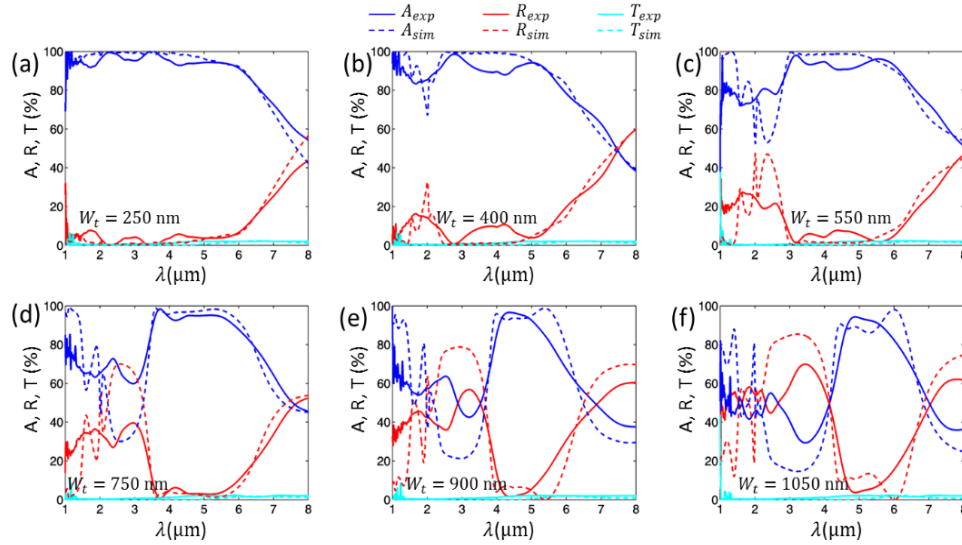 A_exp R_exp T_exp
A_sim R_sim T_sim
(a) (b) (c)
A, R, T (%) A, R, T (%) A, R, T (%)
100 100 100
80 80 80
60 60 60
40 40 40
20 20 20
0 0 0
W_t = 250 nm W_t = 400 nm W_t = 550 nm
1 2 3 4 5 6 7 8 1 2 3 4 5 6 7 8 1 2 3 4 5 6 7 8
λ(μm) λ(μm) λ(μm)
(d) (e) (f)
A, R, T (%) A, R, T (%) A, R, T (%)
100 100 100
80 80 80
60 60 60
40 40 40
20 20 20
0 0 0
W_t = 750 nm W_t = 900 nm W_t = 1050 nm
1 2 3 4 5 6 7 8 1 2 3 4 5 6 7 8 1 2 3 4 5 6 7 8
λ(μm) λ(μm) λ(μm)